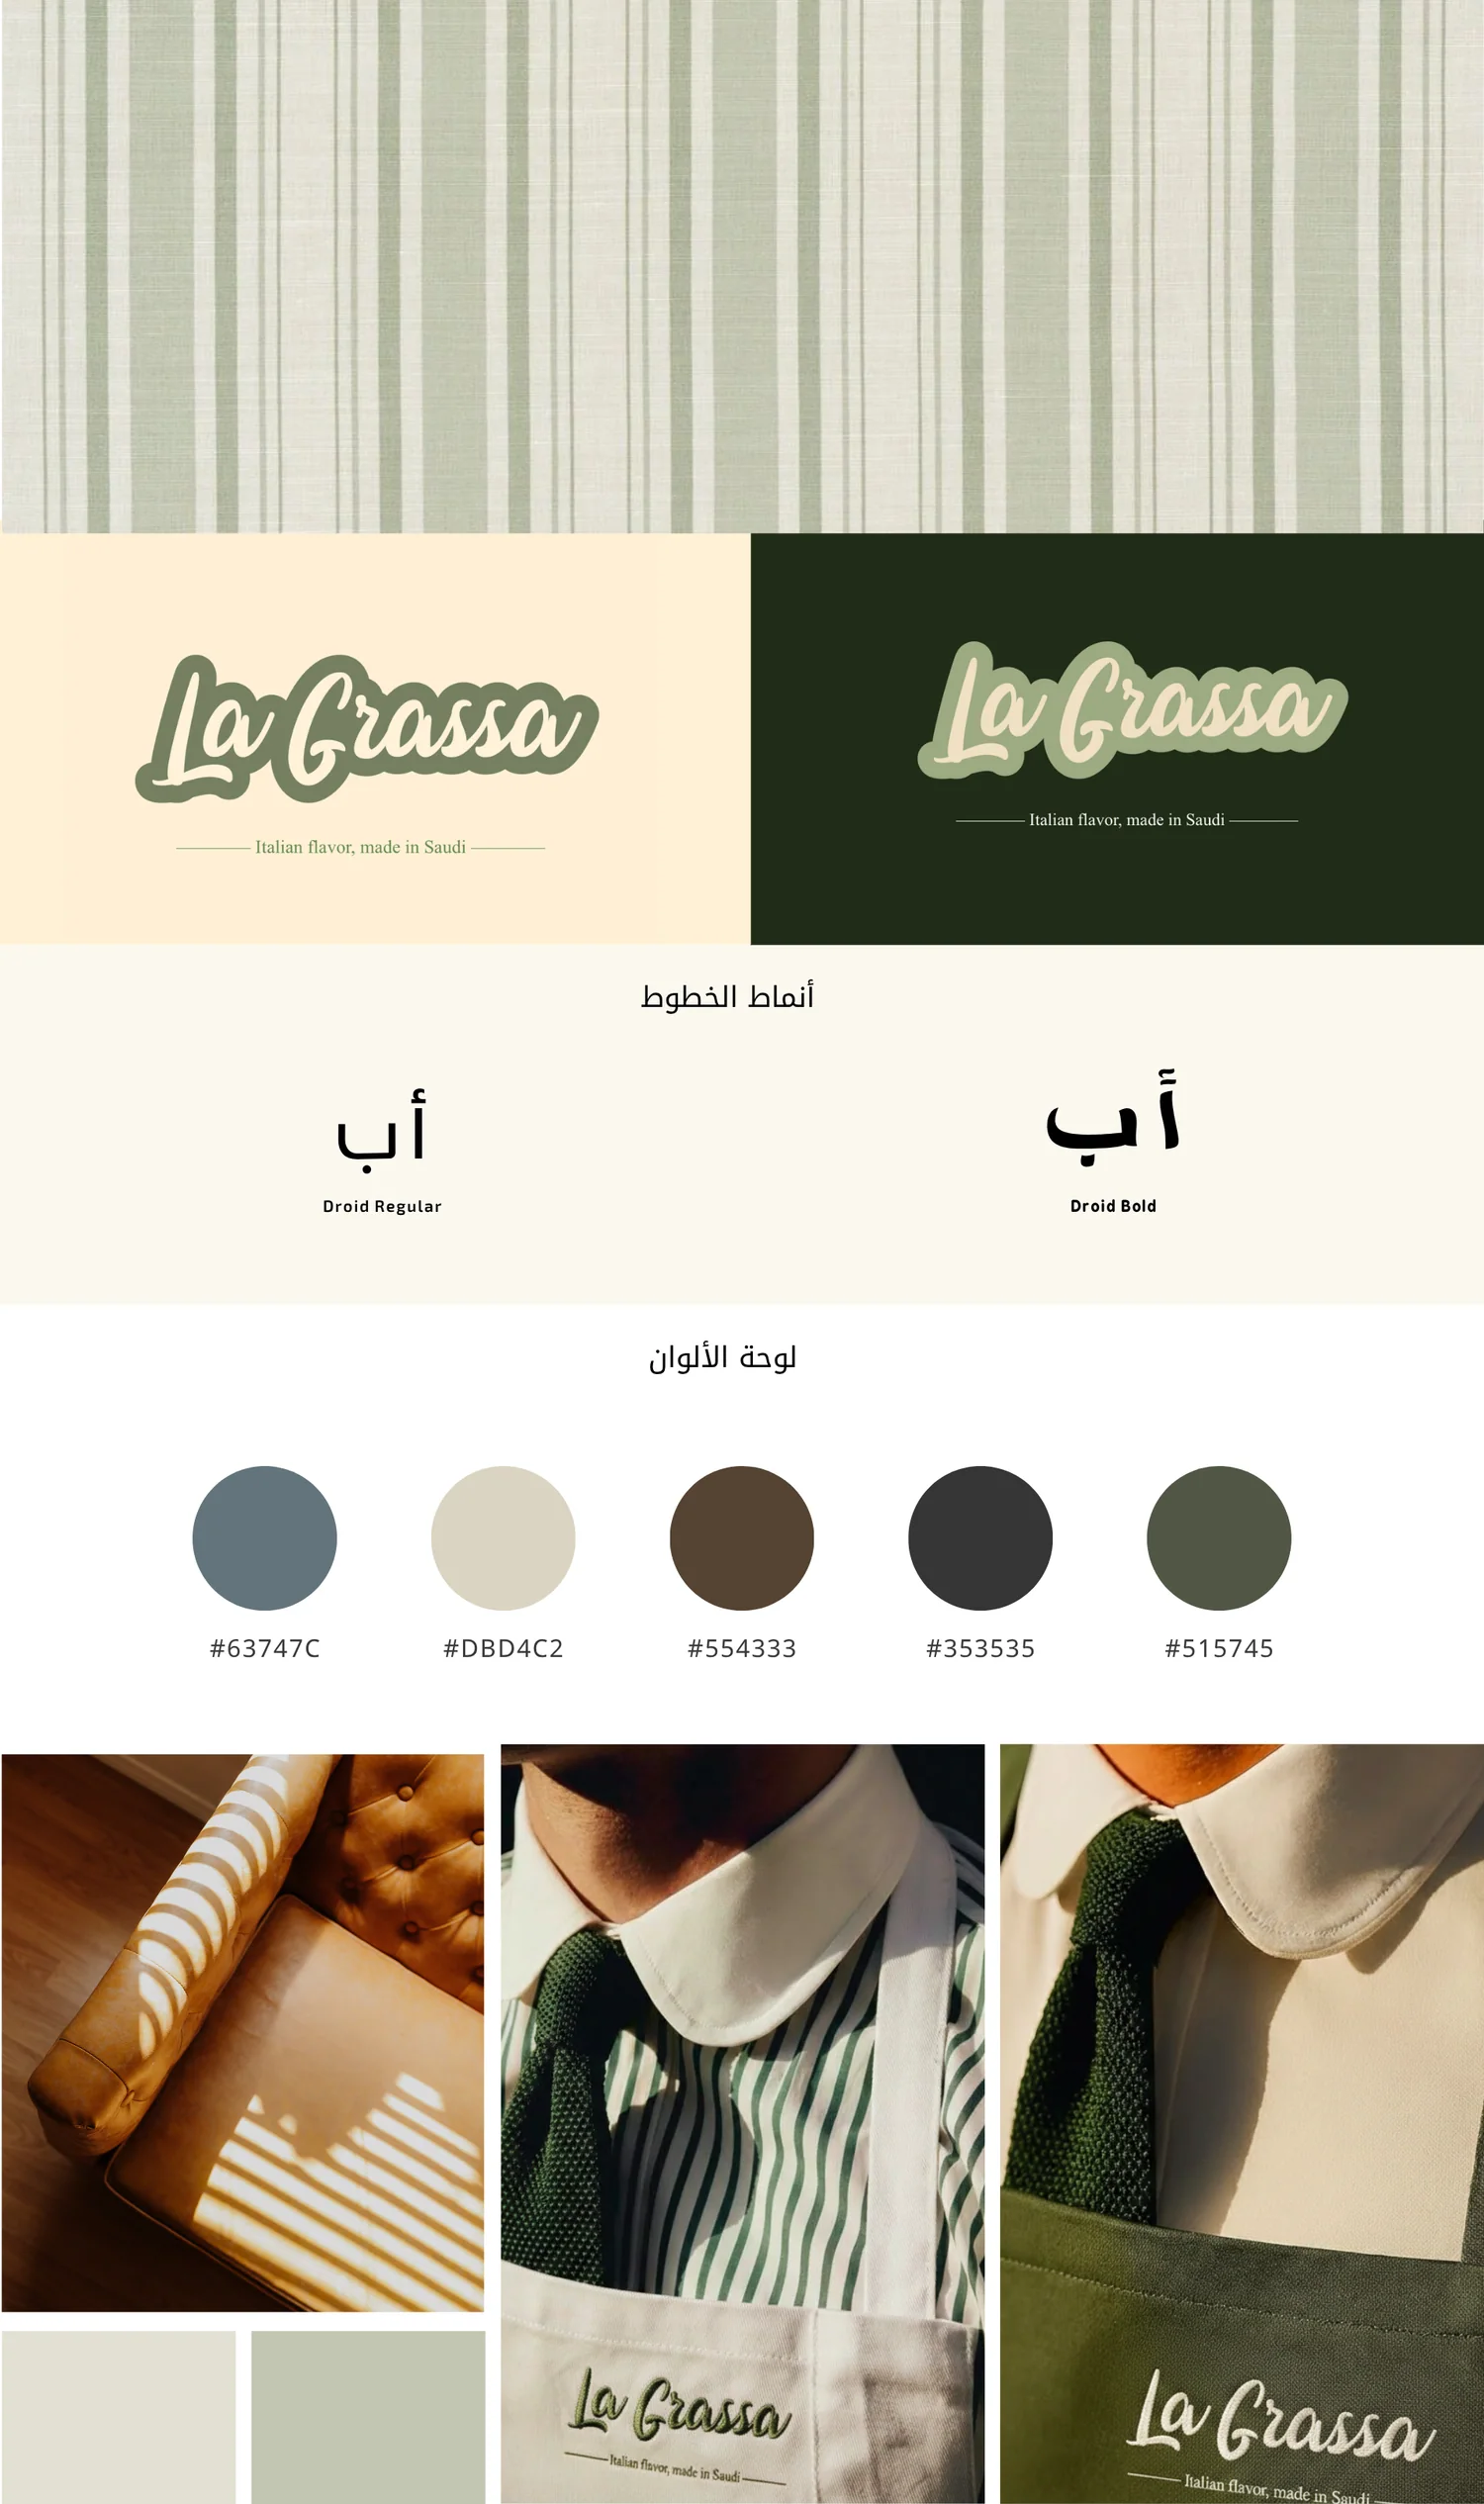 La Grassa
Italian flavor, made in Saudi
La Grassa
Italian flavor, made in Saudi
أنماط الخطوط
أب
أب
Droid Regular
Droid Bold
لوحة الألوان
#63747C
#DBD4C2
#554333
#353535
#515745
La Grassa
Italian flavor, made in Saudi
La Grassa
Italian flavor, made in Saudi